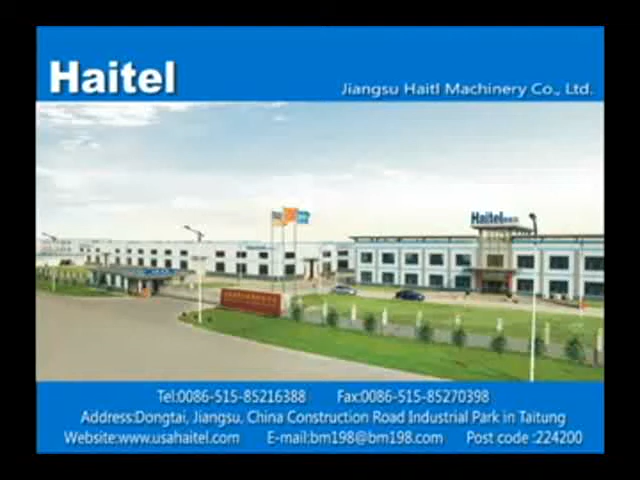 Haitel
Jiangsu Haitl Machinery Co., Ltd.
Haitel
Tel:0086-515-85216388 Fax:0086-515-85270398
Address:Dongtai, Jiangsu, China Construction Road Industrial Park in Taitung
Website:www.usahaitel.com E-mail:bm198@bm198.com Post code :224200